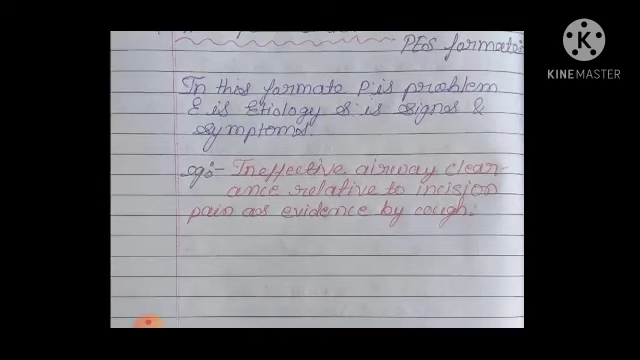 PES formate:
In this formate P is problem
E is Etiology S is signs &
symptoms.
eg:- Ineffective airway clear-
ance relative to incision
pain as evidence by cough.
K
KINEMASTER